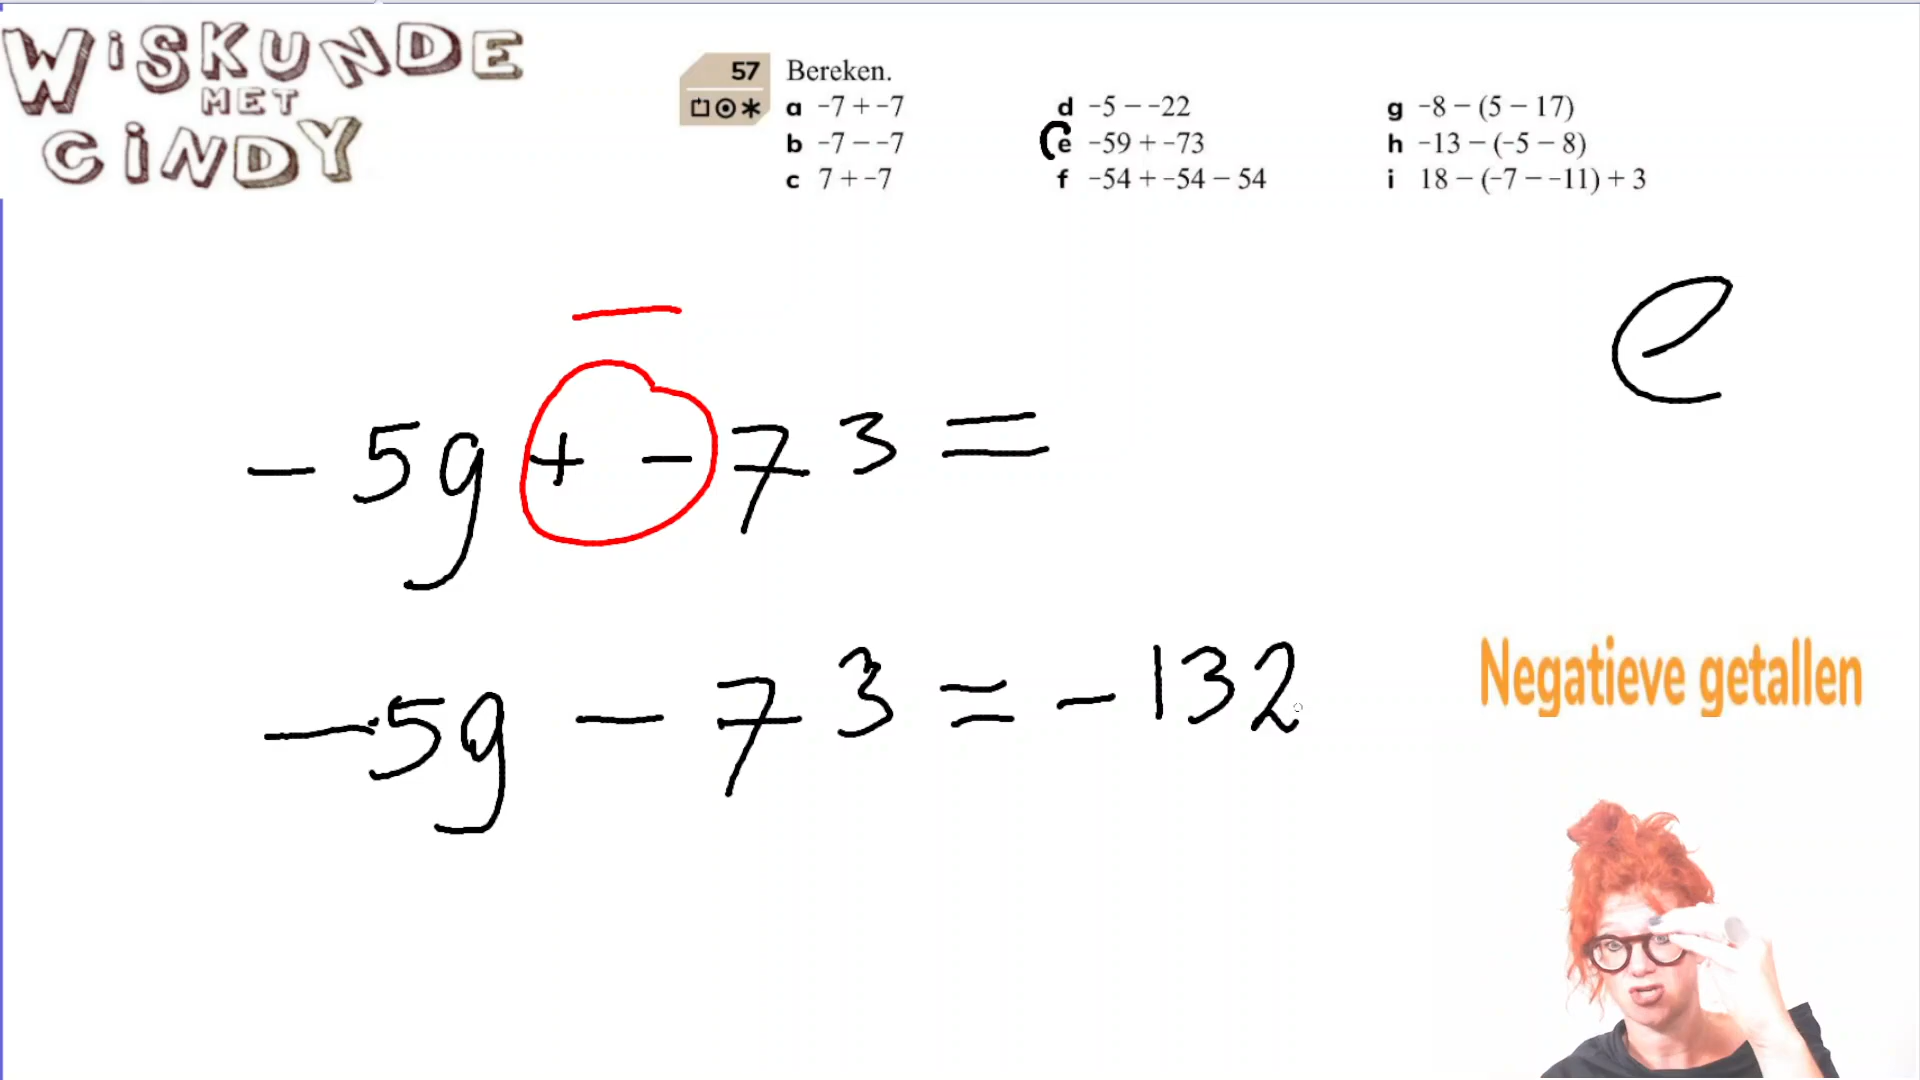 WiSKUNDE
MET
CiNDY
57 Bereken.
a -7 + -7
b -7 – -7
c 7 + -7
d -5 – -22
e -59 + -73
f -54 + -54 – 54
g -8 – (5 – 17)
h -13 – (-5 – 8)
i 18 – (-7 – -11) + 3
e
–
-59 + -73 =
-59 - 73 = -132
Negatieve getallen